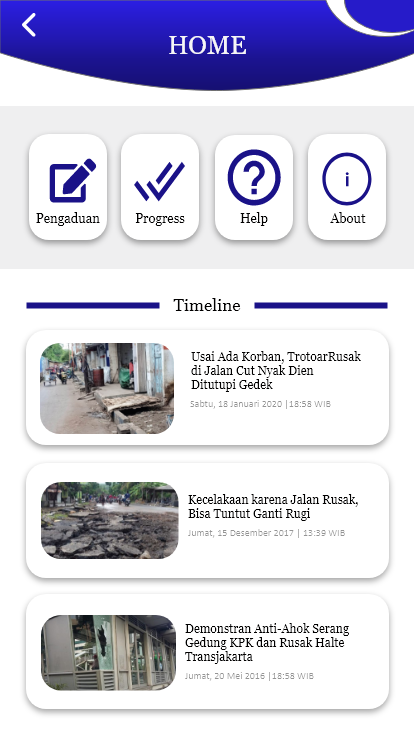 HOME
Pengaduan
Progress
Help
i
About
Timeline
Usai Ada Korban, TrotoarRusak
di Jalan Cut Nyak Dien
Ditutupi Gedek
Sabtu, 18 Januari 2020 |18:58 WIB
Kecelakaan karena Jalan Rusak,
Bisa Tuntut Ganti Rugi
Jumat, 15 Desember 2017 | 13:39 WIB
Demonstran Anti-Ahok Serang
Gedung KPK dan Rusak Halte
Transjakarta
Jumat, 20 Mei 2016 |18:58 WIB